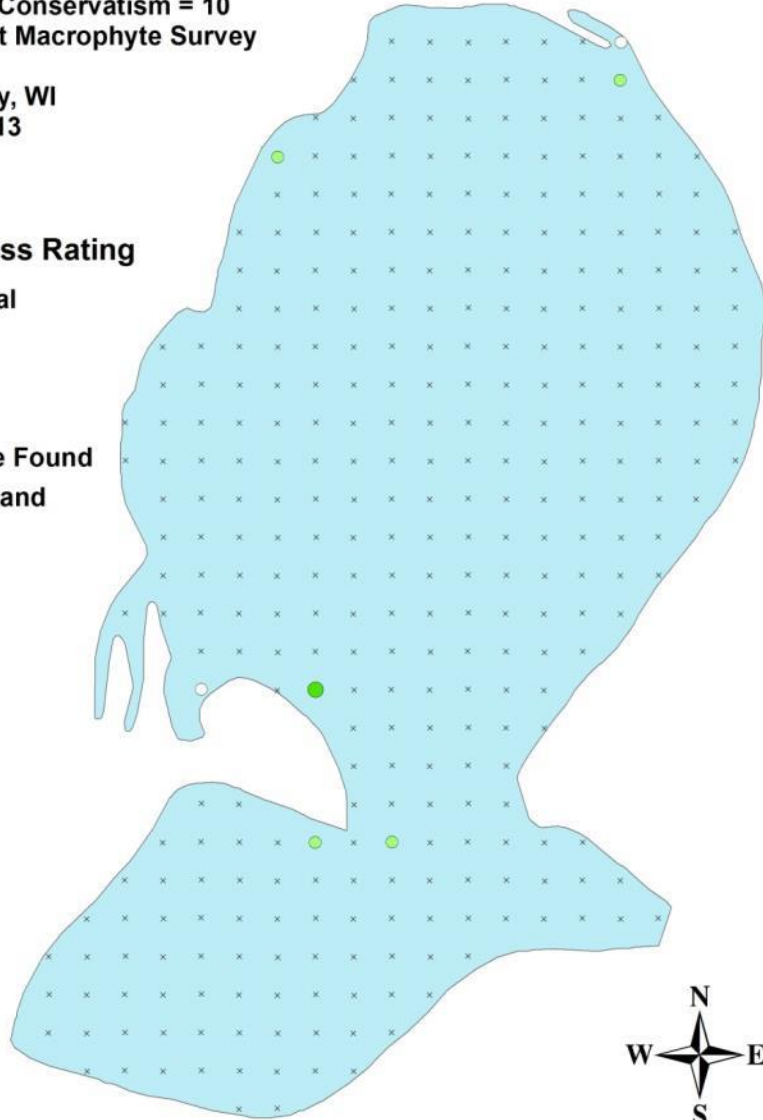 Conservatism = 10
t Macrophyte Survey
y, WI
13
ss Rating
al
e Found
and
N
W E
S